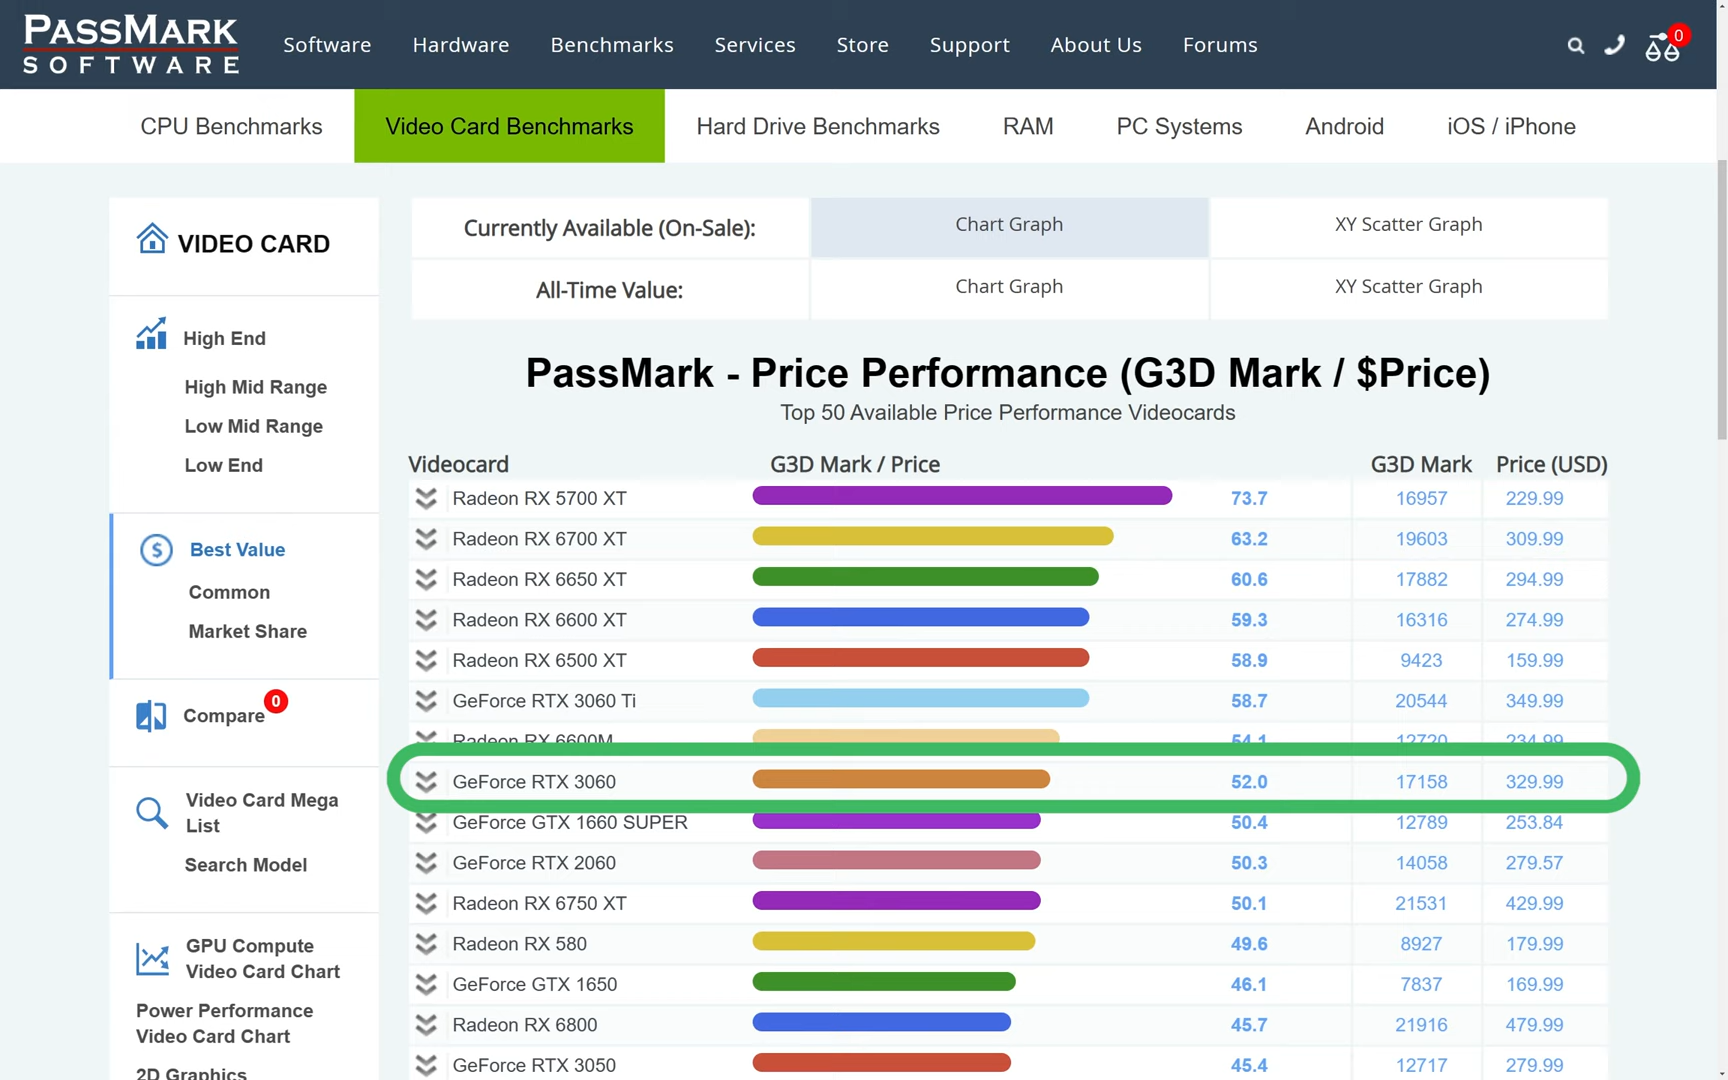 PASSMARK
SOFTWARE
Software Hardware Benchmarks Services Store Support About Us Forums
0
CPU Benchmarks Video Card Benchmarks Hard Drive Benchmarks RAM PC Systems Android iOS / iPhone
VIDEO CARD
High End
High Mid Range
Low Mid Range
Low End
$ Best Value
Common
Market Share
Compare 0
Video Card Mega
List
Search Model
GPU Compute
Video Card Chart
Power Performance
Video Card Chart
2D Graphics
Currently Available (On-Sale): Chart Graph XY Scatter Graph
All-Time Value: Chart Graph XY Scatter Graph
PassMark - Price Performance (G3D Mark / $Price)
Top 50 Available Price Performance Videocards
Videocard G3D Mark / Price G3D Mark Price (USD)
Radeon RX 5700 XT 73.7 16957 229.99
Radeon RX 6700 XT 63.2 19603 309.99
Radeon RX 6650 XT 60.6 17882 294.99
Radeon RX 6600 XT 59.3 16316 274.99
Radeon RX 6500 XT 58.9 9423 159.99
GeForce RTX 3060 Ti 58.7 20544 349.99
Radeon RX 6600M 54.1 12720 234.99
GeForce RTX 3060 52.0 17158 329.99
GeForce GTX 1660 SUPER 50.4 12789 253.84
GeForce RTX 2060 50.3 14058 279.57
Radeon RX 6750 XT 50.1 21531 429.99
Radeon RX 580 49.6 8927 179.99
GeForce GTX 1650 46.1 7837 169.99
Radeon RX 6800 45.7 21916 479.99
GeForce RTX 3050 45.4 12717 279.99